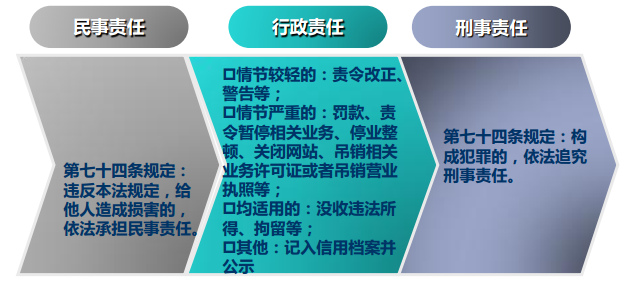 民事责任
行政责任
刑事责任
第七十四条规定：
违反本法规定，给
他人造成损害的，
依法承担民事责任。
□情节较轻的：责令改正、
警告等；
□情节严重的：罚款、责
令暂停相关业务、停业整
顿、关闭网站、吊销相关
业务许可证或者吊销营业
执照等；
□均适用的：没收违法所
得、拘留等；
□其他：记入信用档案并
公示
第七十四条规定：构
成犯罪的，依法追究
刑事责任。